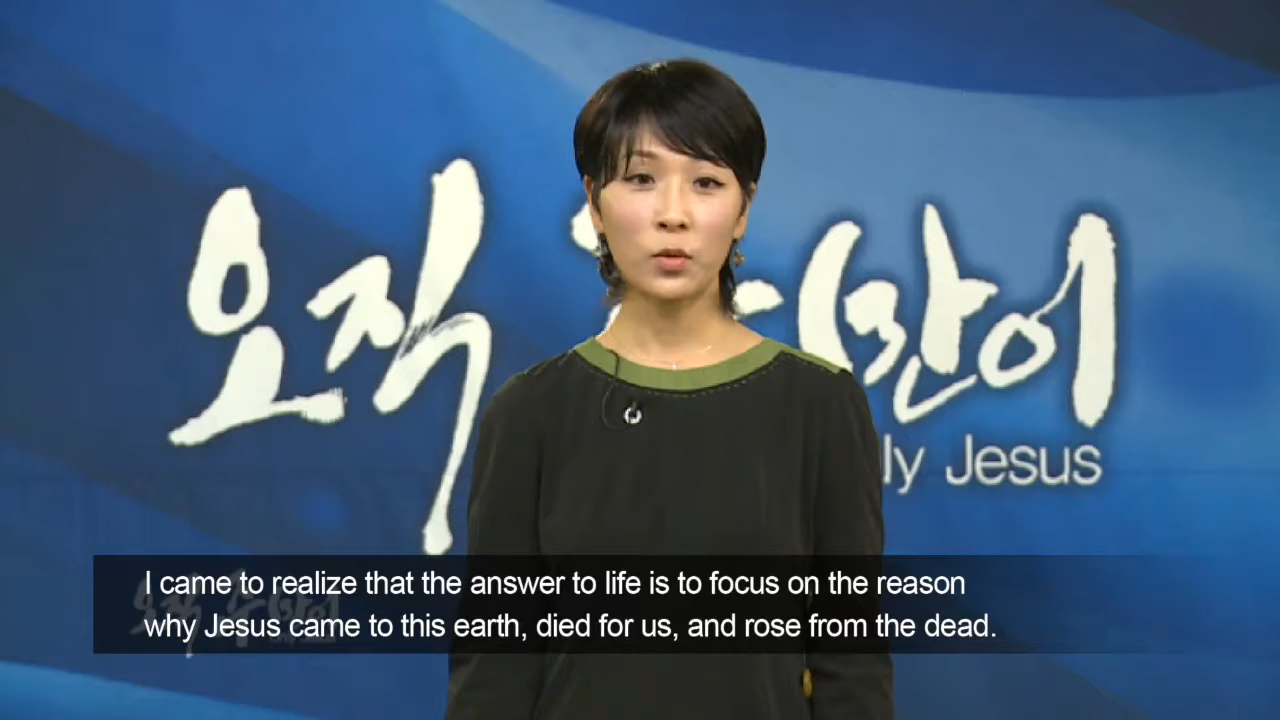 오직 만이
ly Jesus
I came to realize that the answer to life is to focus on the reason
why Jesus came to this earth, died for us, and rose from the dead.